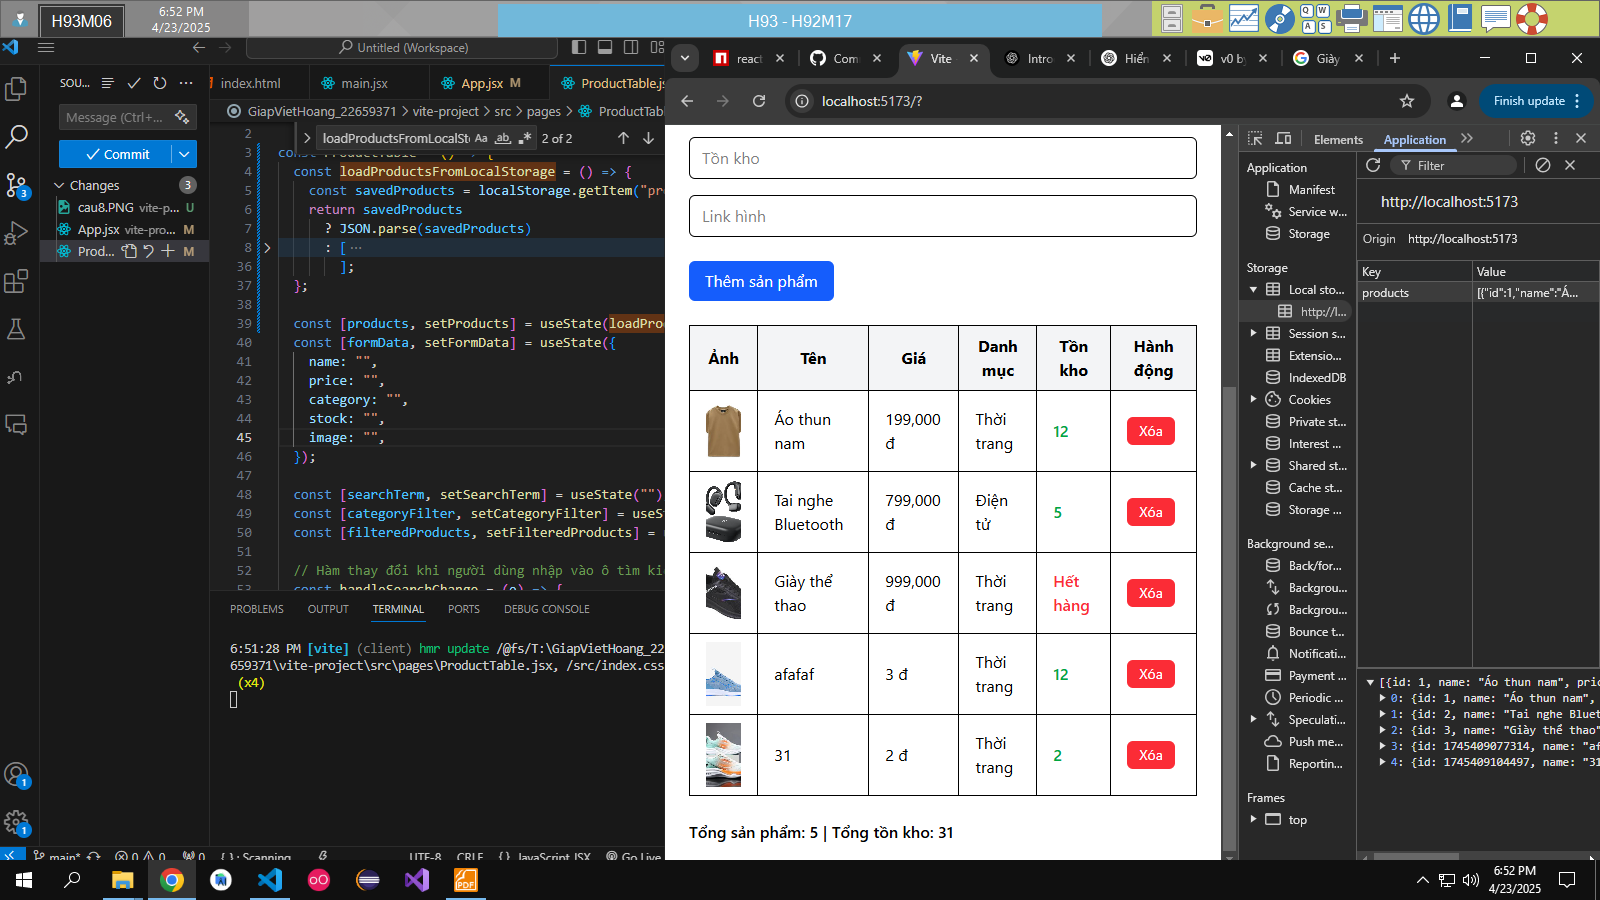 H93M06
6:52 PM
4/23/2025
H93 - H92M17
Untitled (Workspace)
SOU...
Message (Ctrl+...
Commit
Changes
3
cau8.PNG vite-p... U
App.jsx vite-pro... M
Prod... M
3
1
1
index.html
main.jsx
App.jsx M
ProductTable.js
GiapVietHoang_22659371 > vite-project > src > pages > ProductTab
loadProductsFromLocalSto
Aa
ab
2 of 2
2
3 const ProductTable = () => {
4 const loadProductsFromLocalStorage = () => {
5 const savedProducts = localStorage.getItem("pr
6 return savedProducts
7 ? JSON.parse(savedProducts)
8 : [ ...
36 ];
37 };
38
39 const [products, setProducts] = useState(loadPro
40 const [formData, setFormData] = useState({
41 name: "",
42 price: "",
43 category: "",
44 stock: "",
45 image: "",
46 });
47
48 const [searchTerm, setSearchTerm] = useState("")
49 const [categoryFilter, setCategoryFilter] = useSt
50 const [filteredProducts, setFilteredProducts] =
51
52 // Hàm thay đổi khi người dùng nhập vào ô tìm ki
53 const handleSearchChange = (e) => {
PROBLEMS
OUTPUT
TERMINAL
PORTS
DEBUG CONSOLE
6:51:28 PM [vite] (client) hmr update /@fs/T:\GiapVietHoang_22
659371\vite-project\src\pages\ProductTable.jsx, /src/index.css
(x4)
main*
0
0
0
Scanning
UTF-8
CRLF
JavaScript JSX
Go Live
react
Com
Vite
Intro
Hiển
v0 by
Giày
localhost:5173/?
Finish update
Tồn kho
Link hình
Thêm sản phẩm
Ảnh
Tên
Giá
Danh mục
Tồn kho
Hành động
Áo thun nam
199,000 đ
Thời trang
12
Xóa
Tai nghe Bluetooth
799,000 đ
Điện tử
5
Xóa
Giày thể thao
999,000 đ
Thời trang
Hết hàng
Xóa
afafaf
3 đ
Thời trang
12
Xóa
31
2 đ
Thời trang
2
Xóa
Tổng sản phẩm: 5 | Tổng tồn kho: 31
Elements
Application
Application
Manifest
Service w...
Storage
Storage
Local sto...
http://l...
Session s...
Extensio...
IndexedDB
Cookies
Private st...
Interest ...
Shared st...
Cache st...
Storage ...
Background se...
Back/for...
Backgrou...
Backgrou...
Bounce t...
Notificati...
Payment ...
Periodic ...
Speculati...
Push me...
Reportin...
Frames
top
Filter
http://localhost:5173
Origin http://localhost:5173
Key
Value
products
[{"id":1,"name":"Á...
[{id: 1, name: "Áo thun nam", pric
0: {id: 1, name: "Áo thun nam",
1: {id: 2, name: "Tai nghe Bluet
2: {id: 3, name: "Giày thể thao"
3: {id: 1745409077314, name: "af
4: {id: 1745409104497, name: "31
PDF
6:52 PM
4/23/2025